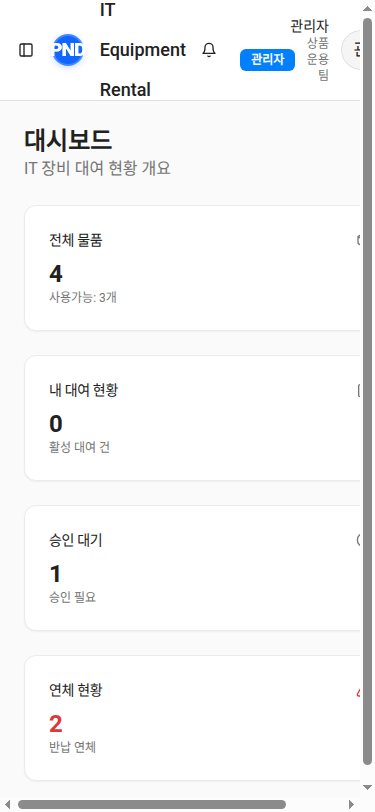 PND
IT
Equipment
Rental
관리자
관리자
상품
운용
팀
대시보드
IT 장비 대여 현황 개요
전체 물품
4
사용가능: 3개
내 대여 현황
0
활성 대여 건
승인 대기
1
승인 필요
연체 현황
2
반납 연체